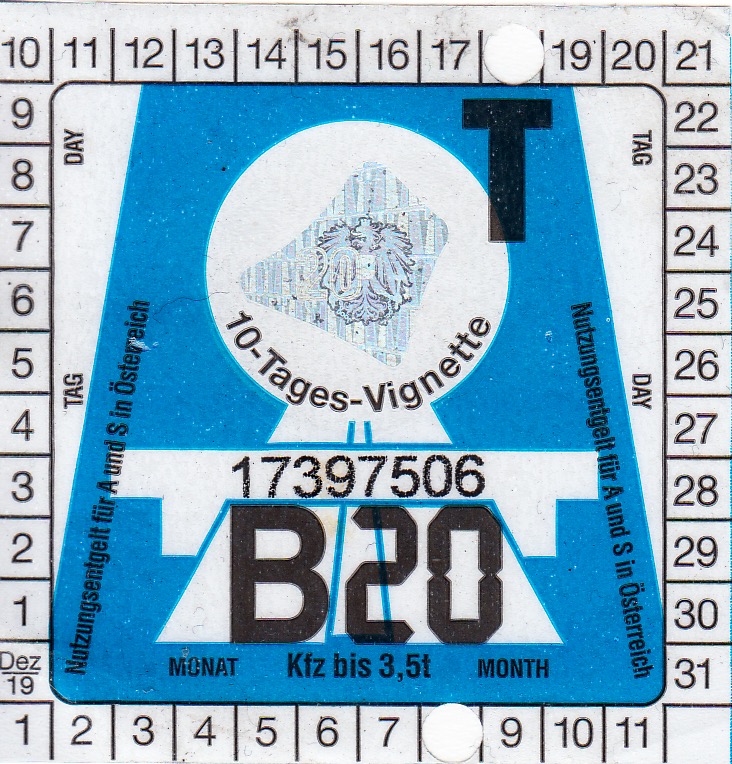 10 11 12 13 14 15 16 17 19 20 21
9 22
8 23
7 24
6 25
5 26
4 27
3 28
2 29
1 30
Dez 19 31
1 2 3 4 5 6 7 9 10 11
DAY
TAG
T
10-Tages-Vignette
TAG
DAY
Nutzungsentgelt für A und S in Österreich
Nutzungsentgelt für A und S in Österreich
17397506
B20
MONAT Kfz bis 3,5t MONTH